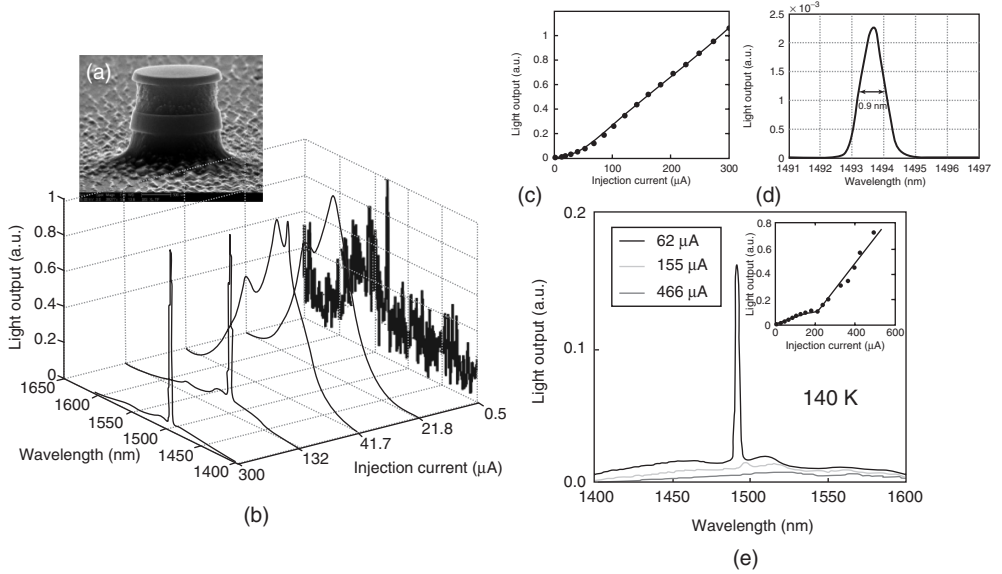 (a)
Light output (a.u.)
1
0.8
0.6
0.4
0.2
0
1650
1600
1550
1500
1450
1400
Wavelength (nm)
300
132
41.7
21.8
0.5
Injection current (μA)
(b)
Light output (a.u.)
1
0.8
0.6
0.4
0.2
0
0
100
200
300
Injection current (μA)
(c)
× 10⁻³
Light output (a.u.)
2.5
2
1.5
1
0.5
0
0.9 nm
1491 1492 1493 1494 1495 1496 1497
Wavelength (nm)
(d)
Light output (a.u.)
0.2
0.1
0.0
62 μA
155 μA
466 μA
Light output (a.u.)
0.8
0.6
0.4
0.2
0
0 200 400 600
Injection current (μA)
140 K
1400 1450 1500 1550 1600
Wavelength (nm)
(e)